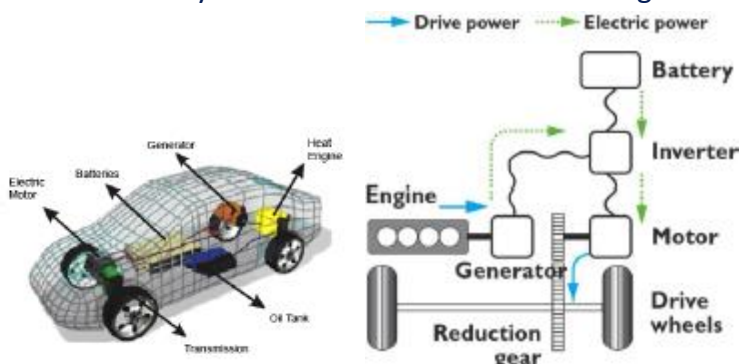 Drive power
Electric power
Battery
Inverter
Engine
Motor
Generator
Drive
wheels
Reduction
gear
Generator
Heat
Engine
Batteries
Electric
Motor
Oil Tank
Transmission